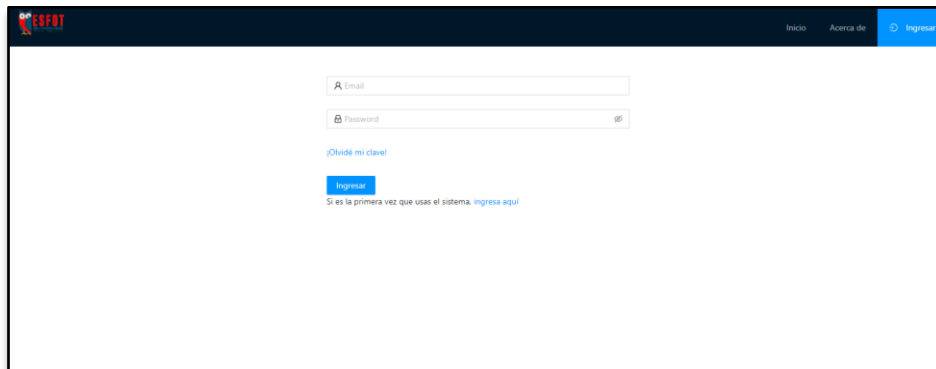 ESFOT
Inicio Acerca de Ingresar
Email
Password
¡Olvidé mi clave!
Ingresar
Si es la primera vez que usas el sistema, ingresa aquí